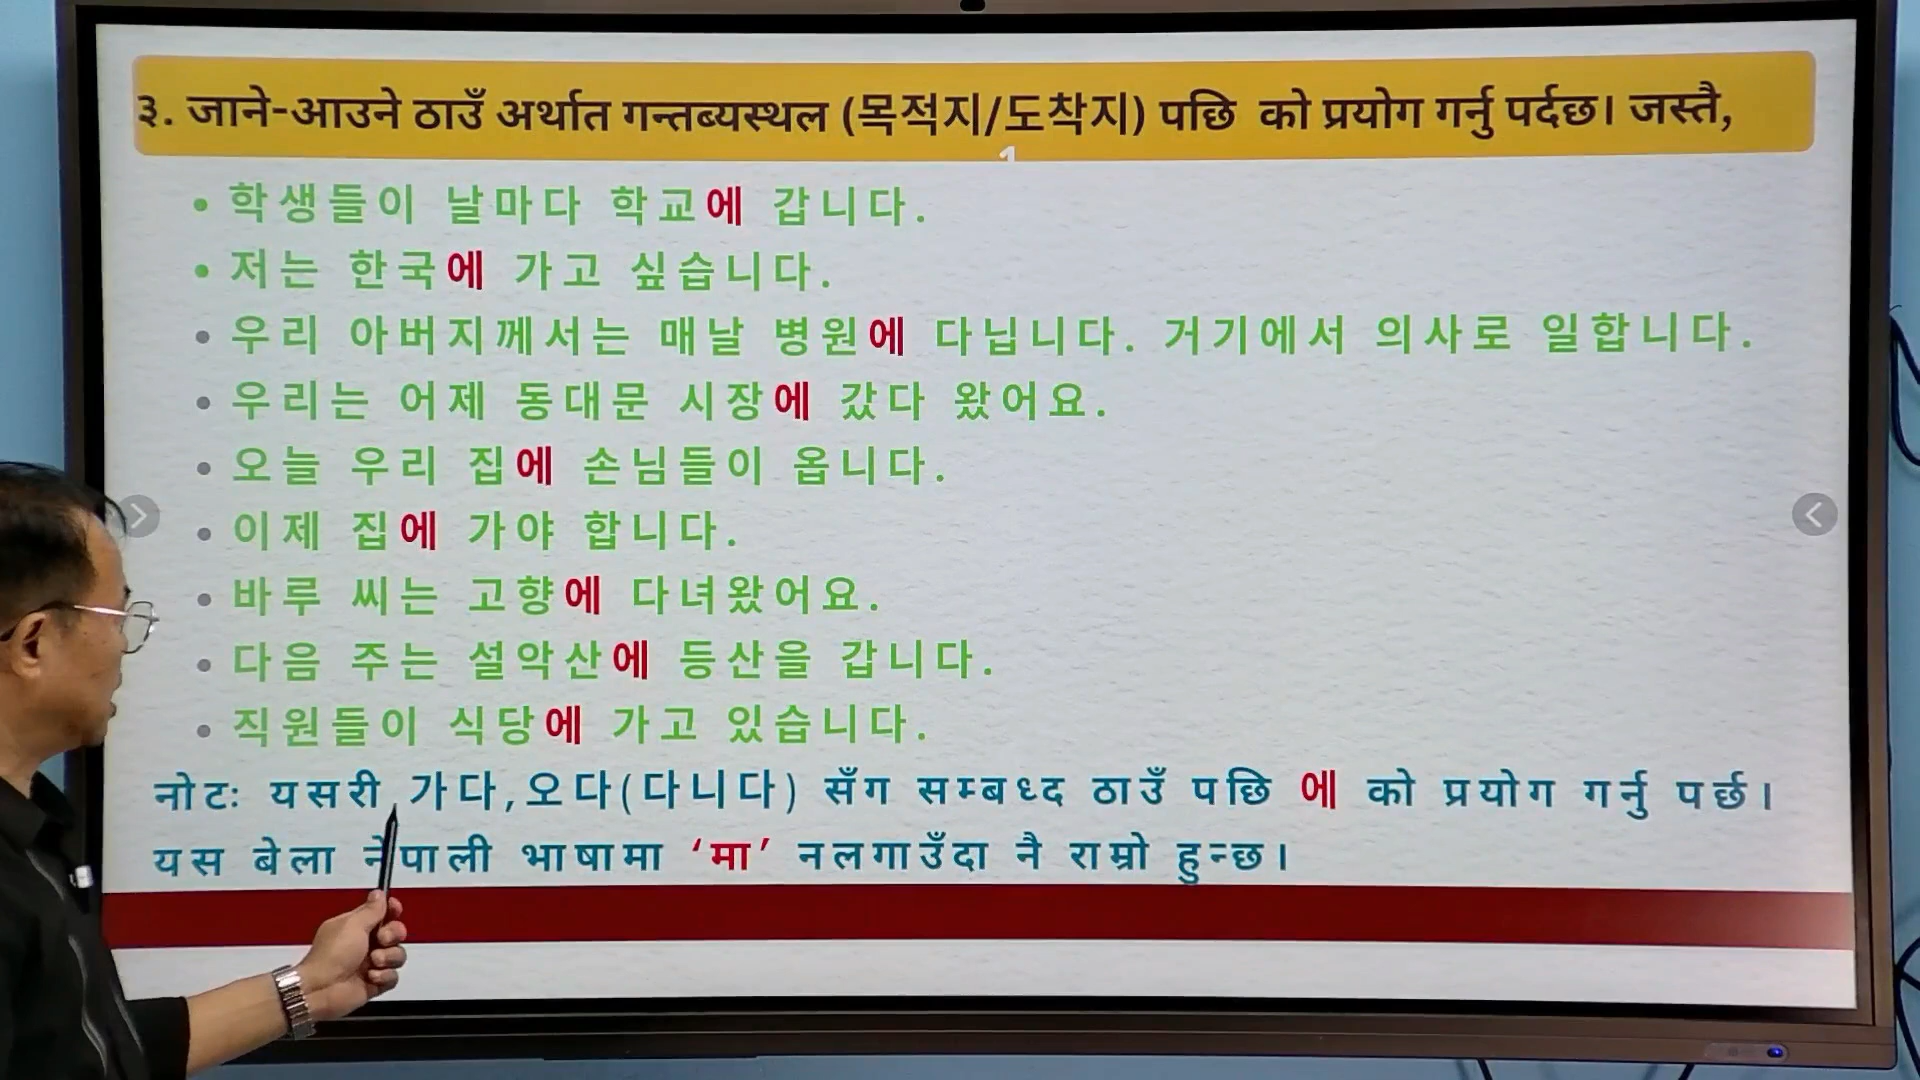 ३. जाने-आउने ठाउँ अर्थात गन्तब्यस्थल (목적지/도착지) पछि को प्रयोग गर्नु पर्दछ। जस्तै,
• 학생들이 날마다 학교에 갑니다.
• 저는 한국에 가고 싶습니다.
• 우리 아버지께서는 매날 병원에 다닙니다. 거기에서 의사로 일합니다.
• 우리는 어제 동대문 시장에 갔다 왔어요.
• 오늘 우리 집에 손님들이 옵니다.
• 이제 집에 가야 합니다.
• 바루 씨는 고향에 다녀왔어요.
• 다음 주는 설악산에 등산을 갑니다.
• 직원들이 식당에 가고 있습니다.
नोटः यसरी 가다,오다(다니다) सँग सम्बध्द ठाउँ पछि 에 को प्रयोग गर्नु पर्छ।
यस बेला नेपाली भाषामा ‘मा’ नलगाउँदा नै राम्रो हुन्छ।